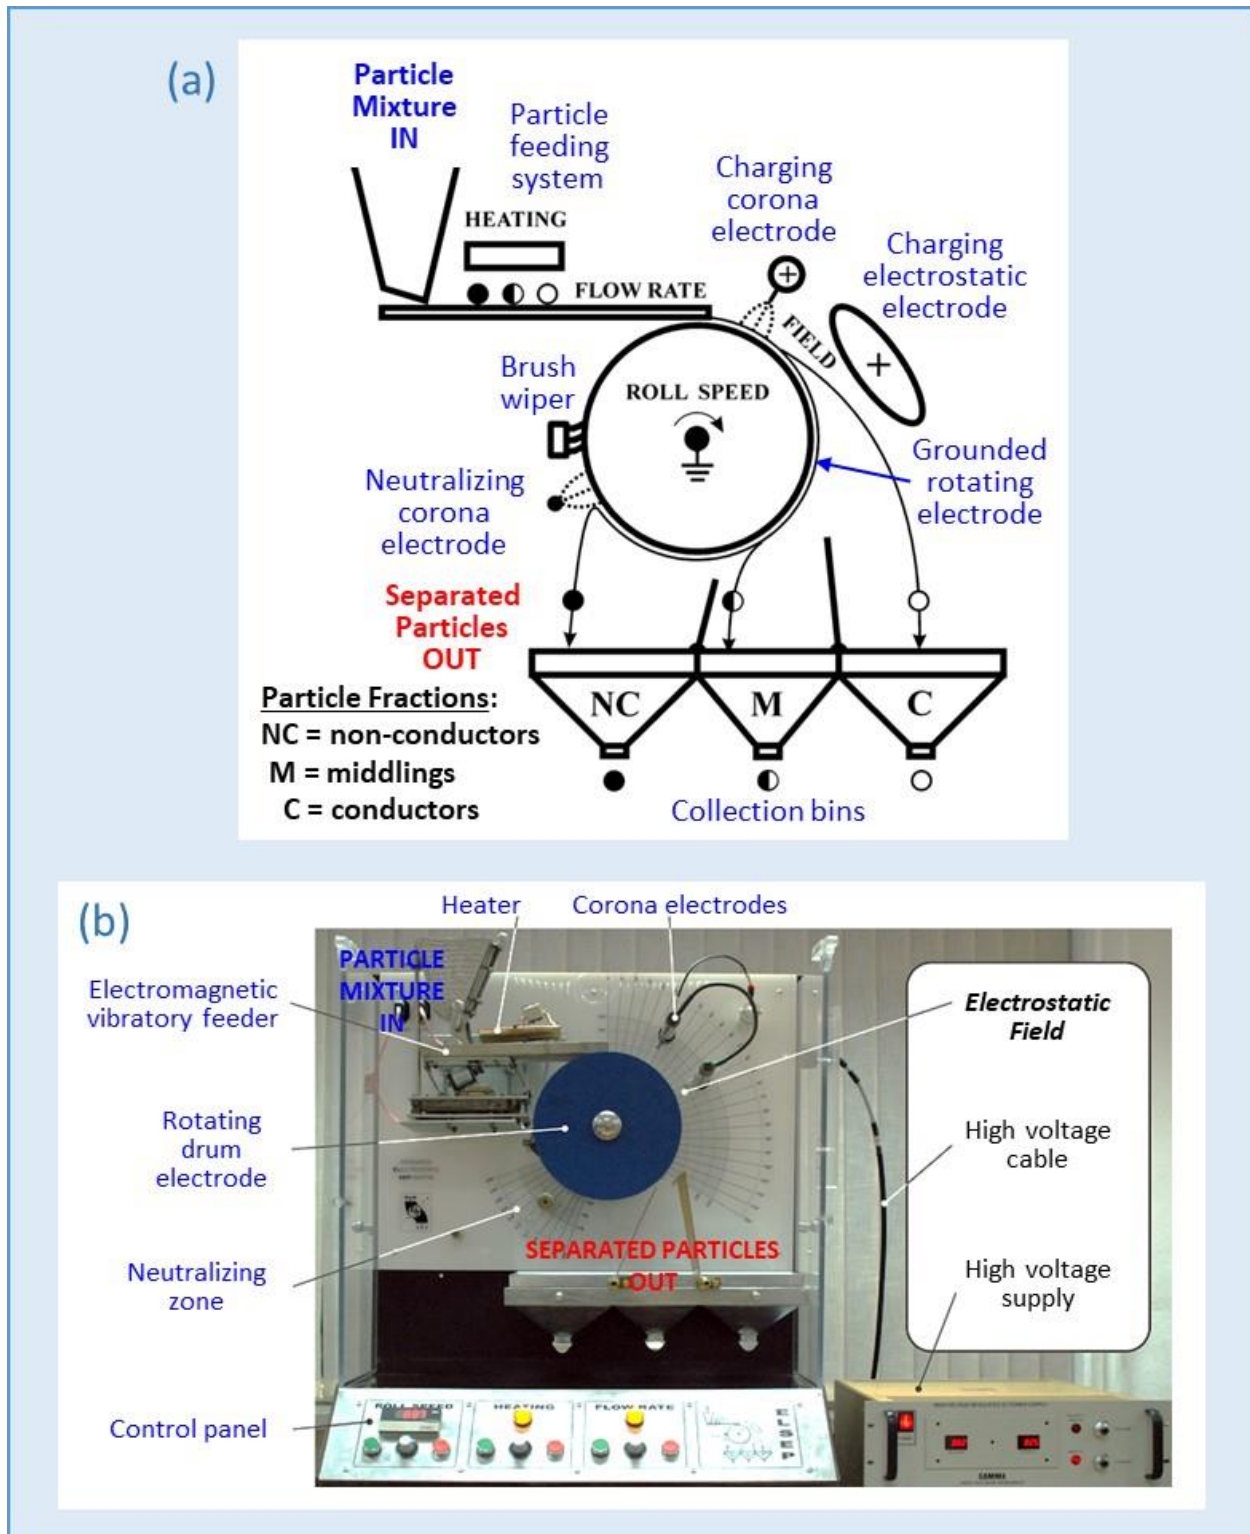 (a)
Particle
Mixture
IN
Particle
feeding
system
HEATING
FLOW RATE
Charging
corona
electrode
Charging
electrostatic
electrode
FIELD
Brush
wiper
ROLL SPEED
Neutralizing
corona
electrode
Grounded
rotating
electrode
Separated
Particles
OUT
NC
M
C
Particle Fractions:
NC = non-conductors
M = middlings
C = conductors
Collection bins
(b)
Heater
Corona electrodes
PARTICLE
MIXTURE
IN
Electromagnetic
vibratory feeder
Electrostatic
Field
Rotating
drum
electrode
High voltage
cable
SEPARATED PARTICLES
OUT
Neutralizing
zone
High voltage
supply
Control panel
ROLL SPEED
HEATING
FLOW RATE
ELSEP
GAMMA